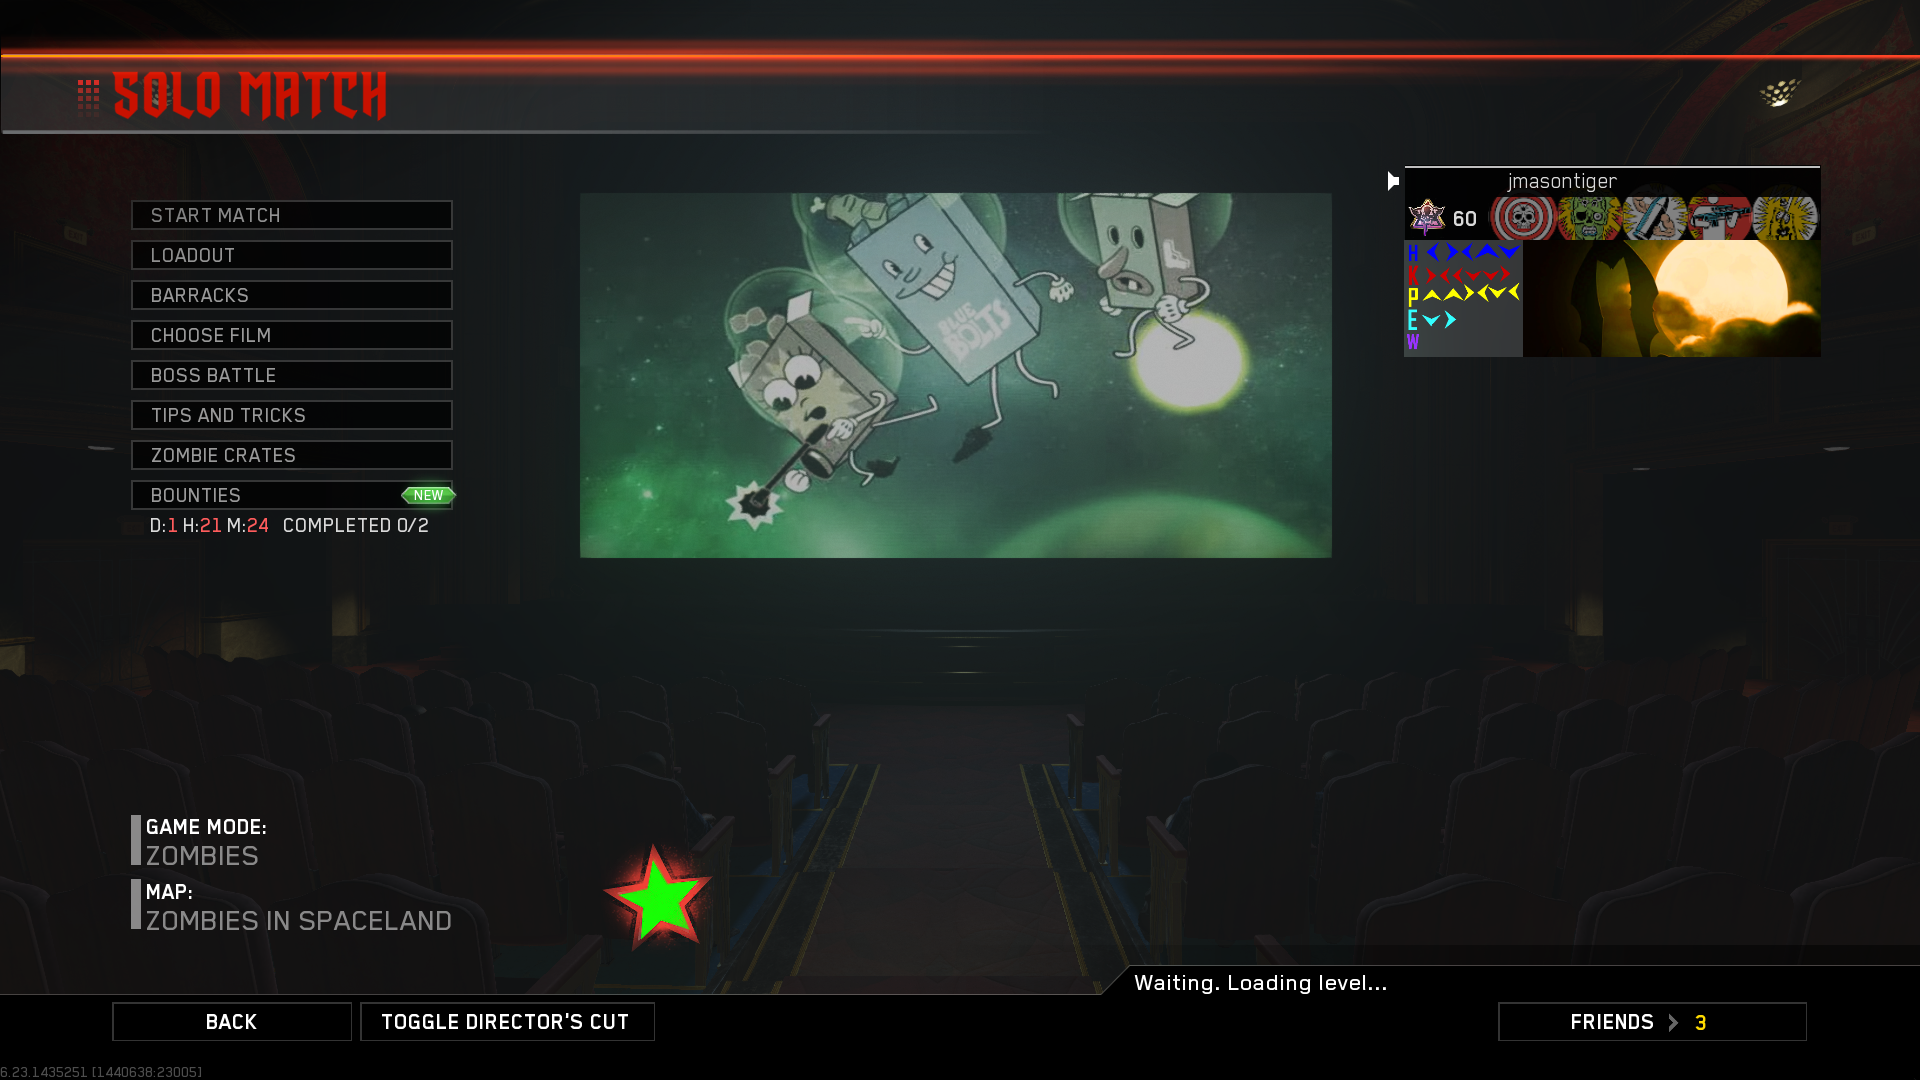 SOLO MATCH
START MATCH
LOADOUT
BARRACKS
CHOOSE FILM
BOSS BATTLE
TIPS AND TRICKS
ZOMBIE CRATES
BOUNTIES NEW
D:1 H:21 M:24 COMPLETED 0/2
BLUE
BOLTS
jmasontiger
60
H
K
P
E
W
GAME MODE:
ZOMBIES
MAP:
ZOMBIES IN SPACELAND
Waiting. Loading level...
BACK
TOGGLE DIRECTOR'S CUT
FRIENDS 3
6.23.1435251 [1440638:23005]